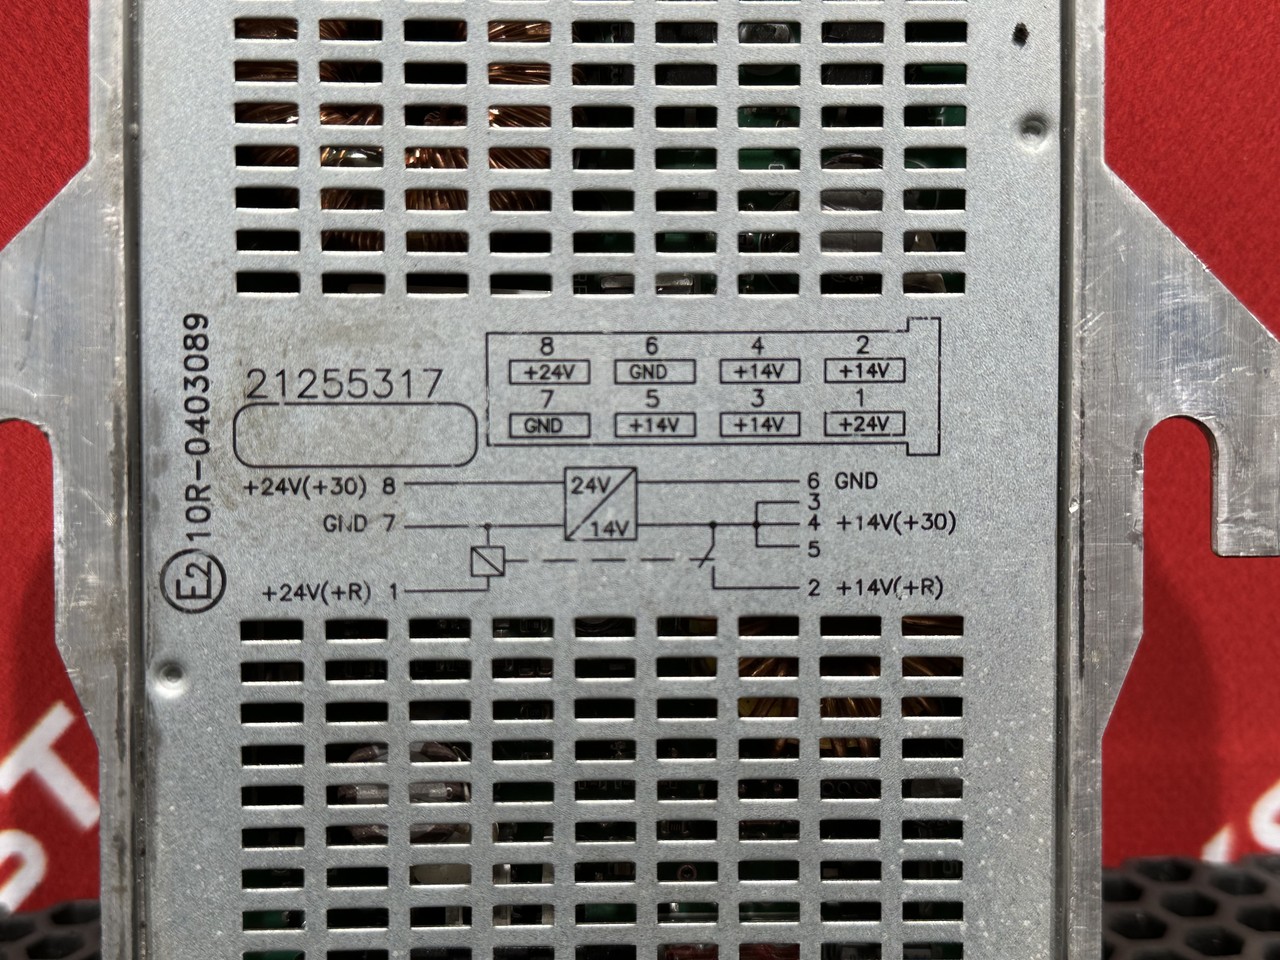 E2 10R-0403089
21255317
8 6 4 2
+24V GND +14V +14V
7 5 3 1
GND +14V +14V +24V
+24V(+30) 8 24V 6 GND
3
GND 7 14V 4 +14V(+30)
5
+24V(+R) 1 2 +14V(+R)
ST